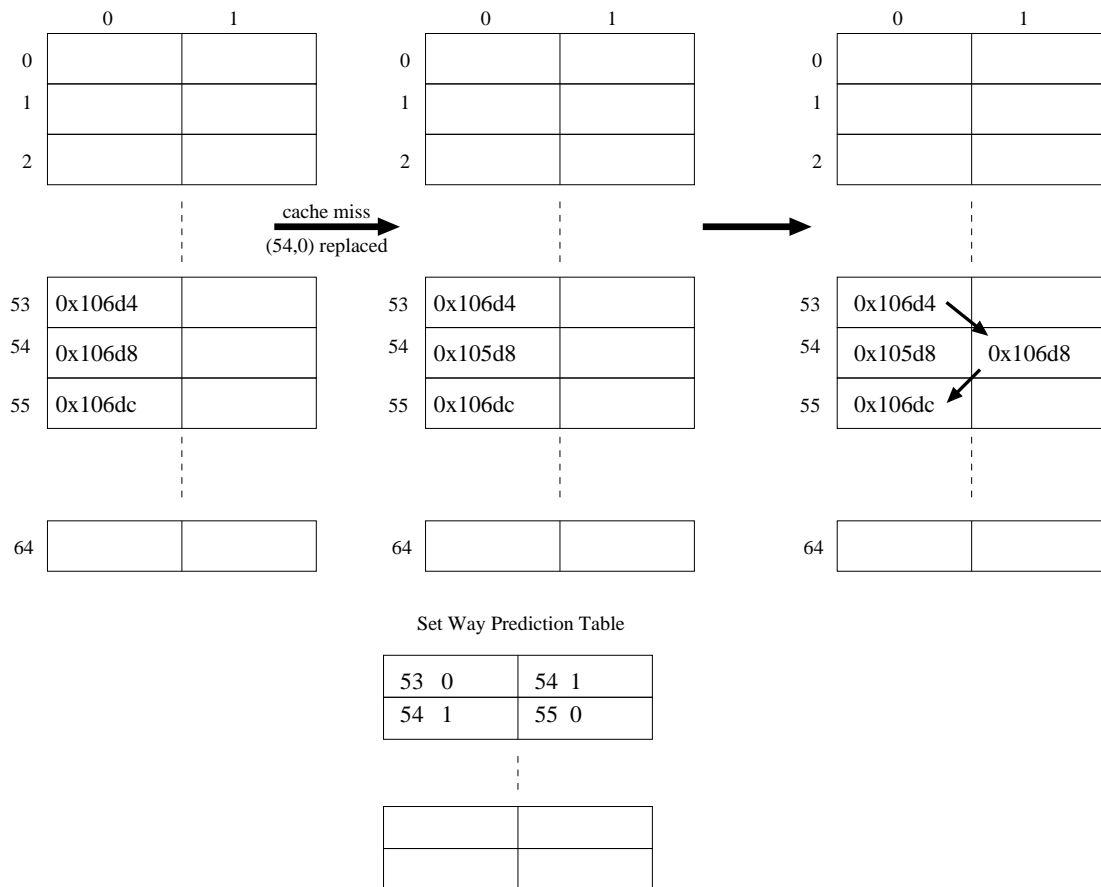 0 1
0 1
0 1
0
0
0
1
1
1
2
2
2
cache miss
(54,0) replaced
53 0x106d4
53 0x106d4
53 0x106d4
54 0x106d8
54 0x105d8
54 0x105d8 0x106d8
55 0x106dc
55 0x106dc
55 0x106dc
64
64
64
Set Way Prediction Table
53 0 54 1
54 1 55 0